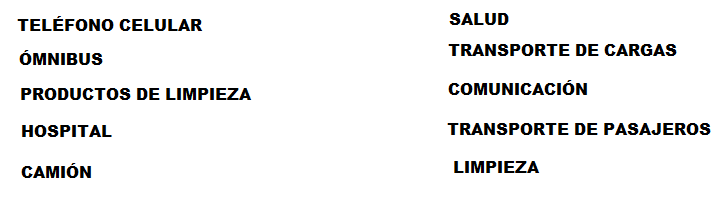 TELÉFONO CELULAR
ÓMNIBUS
PRODUCTOS DE LIMPIEZA
HOSPITAL
CAMIÓN
SALUD
TRANSPORTE DE CARGAS
COMUNICACIÓN
TRANSPORTE DE PASAJEROS
LIMPIEZA